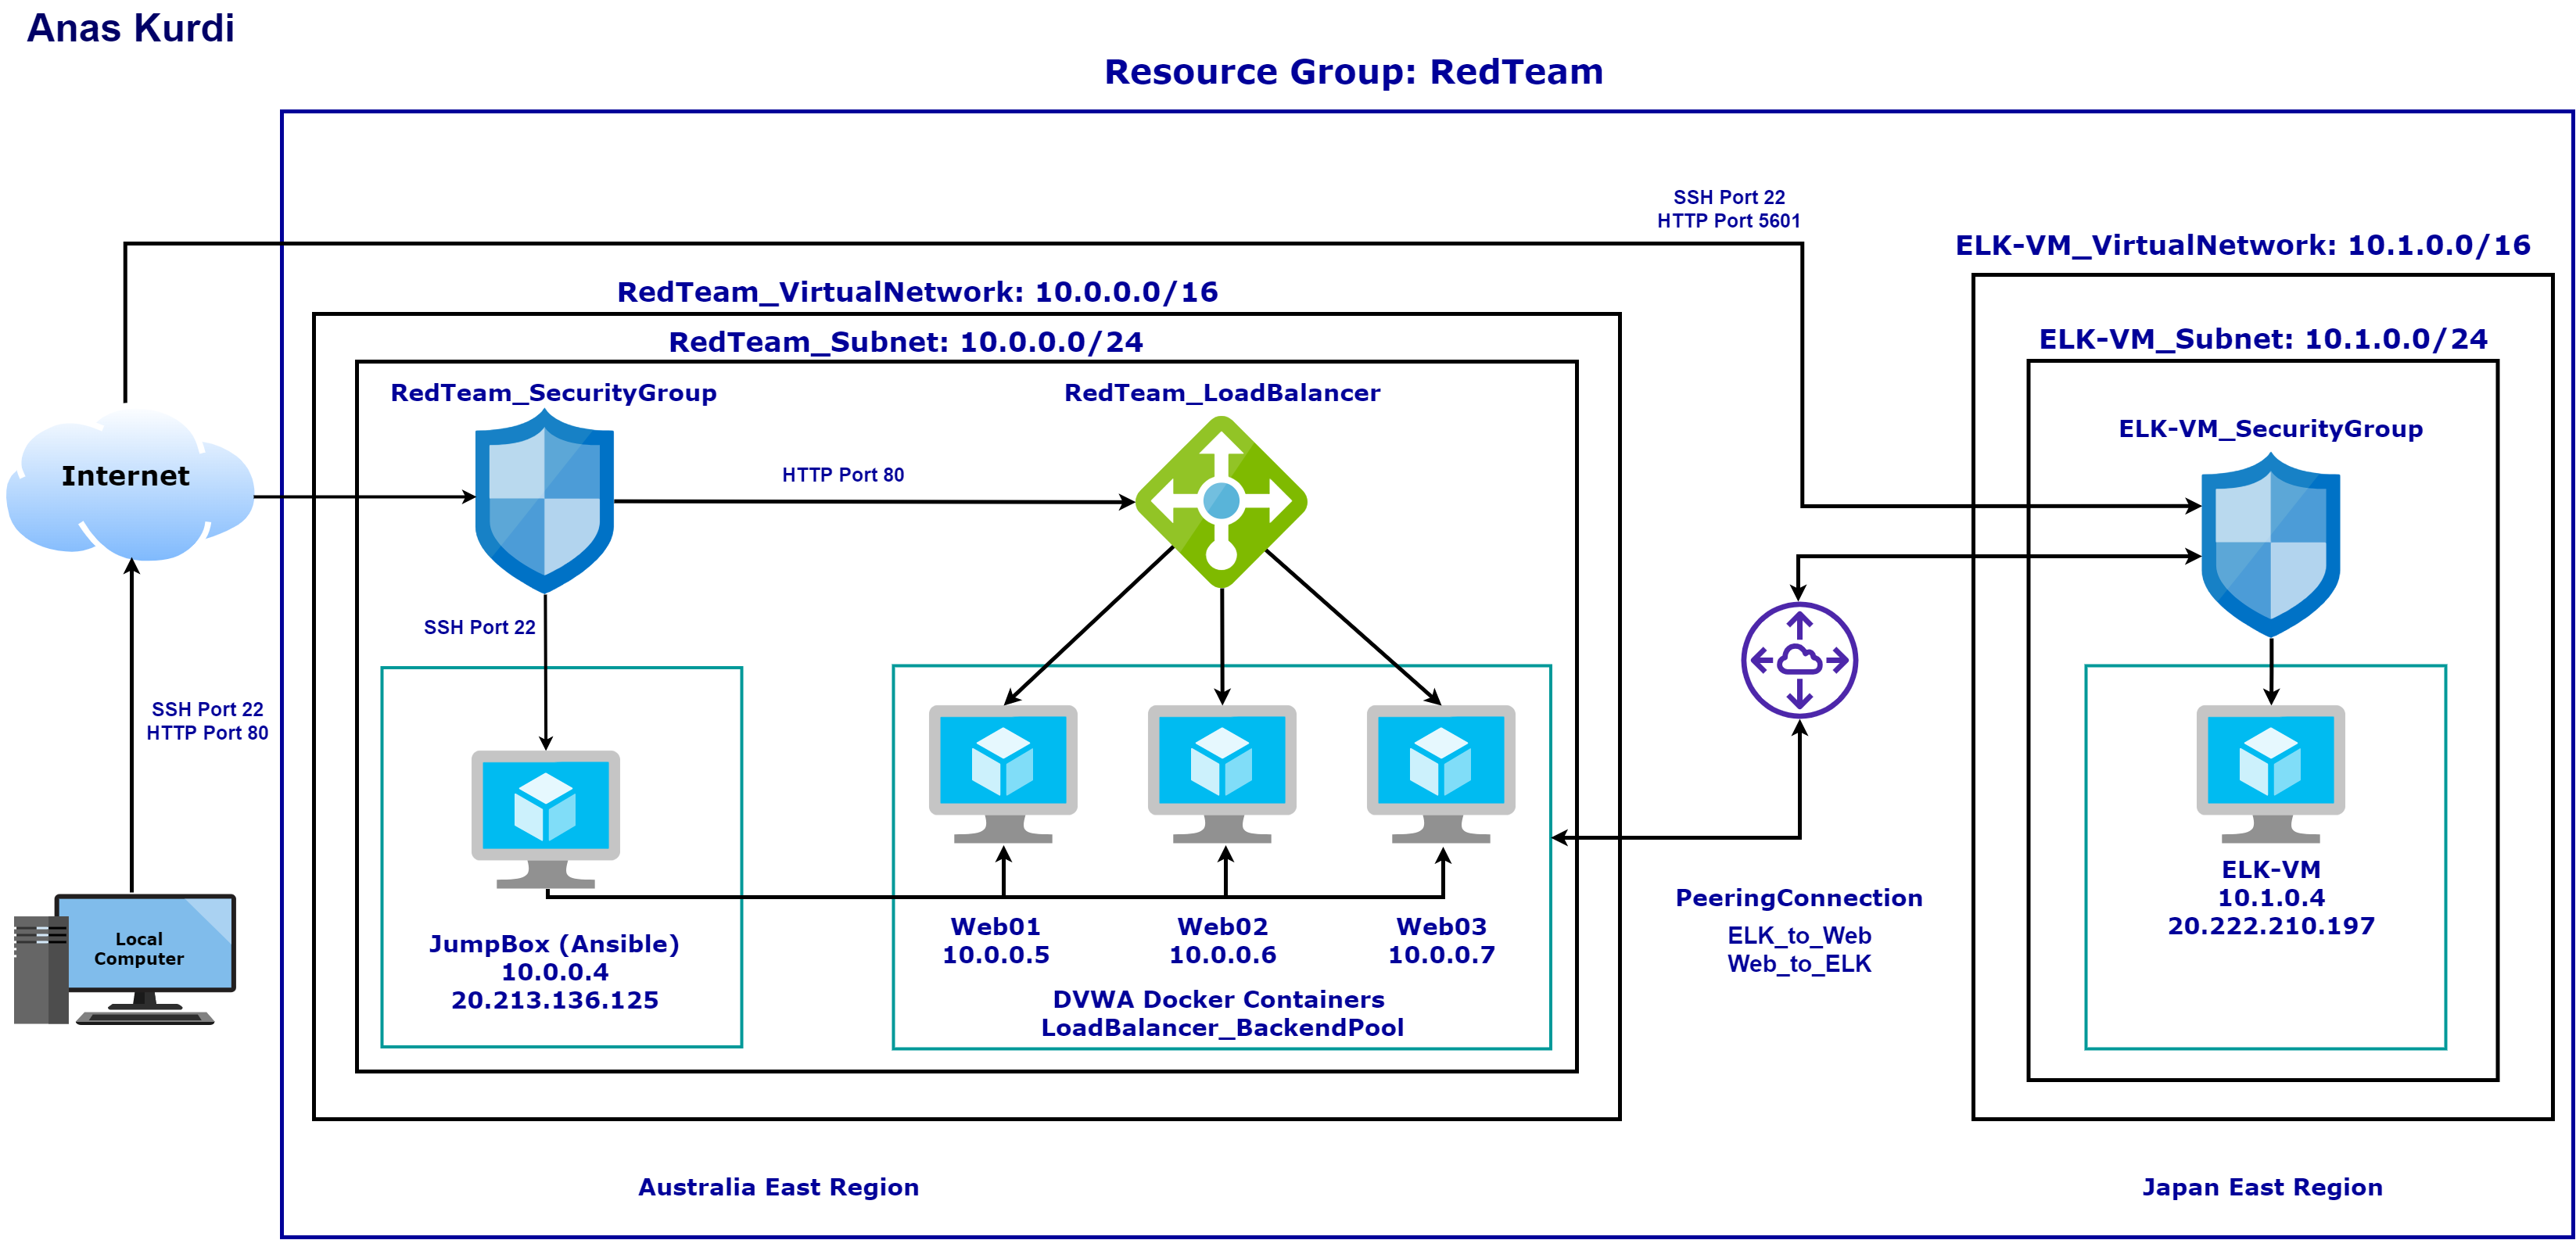 Anas Kurdi
Resource Group: RedTeam
SSH Port 22
HTTP Port 5601
ELK-VM_VirtualNetwork: 10.1.0.0/16
RedTeam_VirtualNetwork: 10.0.0.0/16
RedTeam_Subnet: 10.0.0.0/24
ELK-VM_Subnet: 10.1.0.0/24
RedTeam_SecurityGroup
RedTeam_LoadBalancer
ELK-VM_SecurityGroup
Internet
HTTP Port 80
SSH Port 22
SSH Port 22
HTTP Port 80
Local
Computer
JumpBox (Ansible)
10.0.0.4
20.213.136.125
Web01
10.0.0.5
Web02
10.0.0.6
Web03
10.0.0.7
DVWA Docker Containers
LoadBalancer_BackendPool
PeeringConnection
ELK_to_Web
Web_to_ELK
ELK-VM
10.1.0.4
20.222.210.197
Australia East Region
Japan East Region